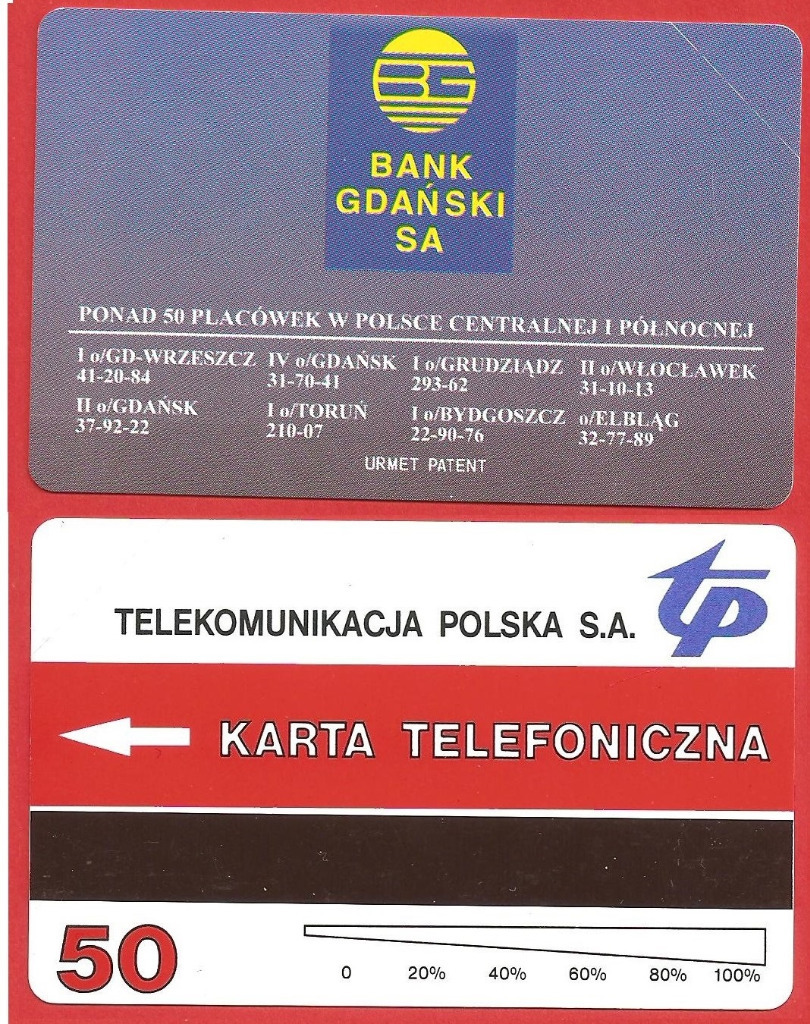 BG
BANK
GDAŃSKI
SA
PONAD 50 PLACÓWEK W POLSCE CENTRALNEJ I PÓŁNOCNEJ
I o/GD-WRZESZCZ IV o/GDAŃSK I o/GRUDZIĄDZ II o/WŁOCŁAWEK
41-20-84 31-70-41 293-62 31-10-13
II o/GDAŃSK I o/TORUŃ I o/BYDGOSZCZ o/ELBLĄG
37-92-22 210-07 22-90-76 32-77-89
URMET PATENT
TELEKOMUNIKACJA POLSKA S.A. tp
KARTA TELEFONICZNA
50
0 20% 40% 60% 80% 100%